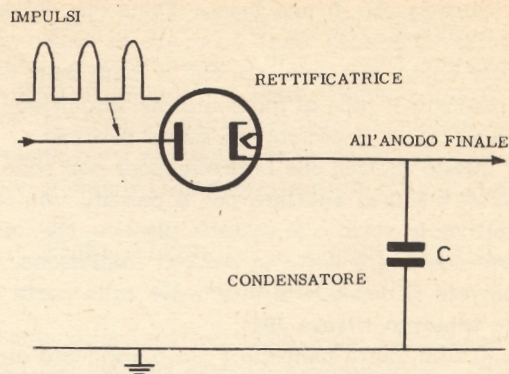 IMPULSI
RETTIFICATRICE
All'ANODO FINALE
C
CONDENSATORE